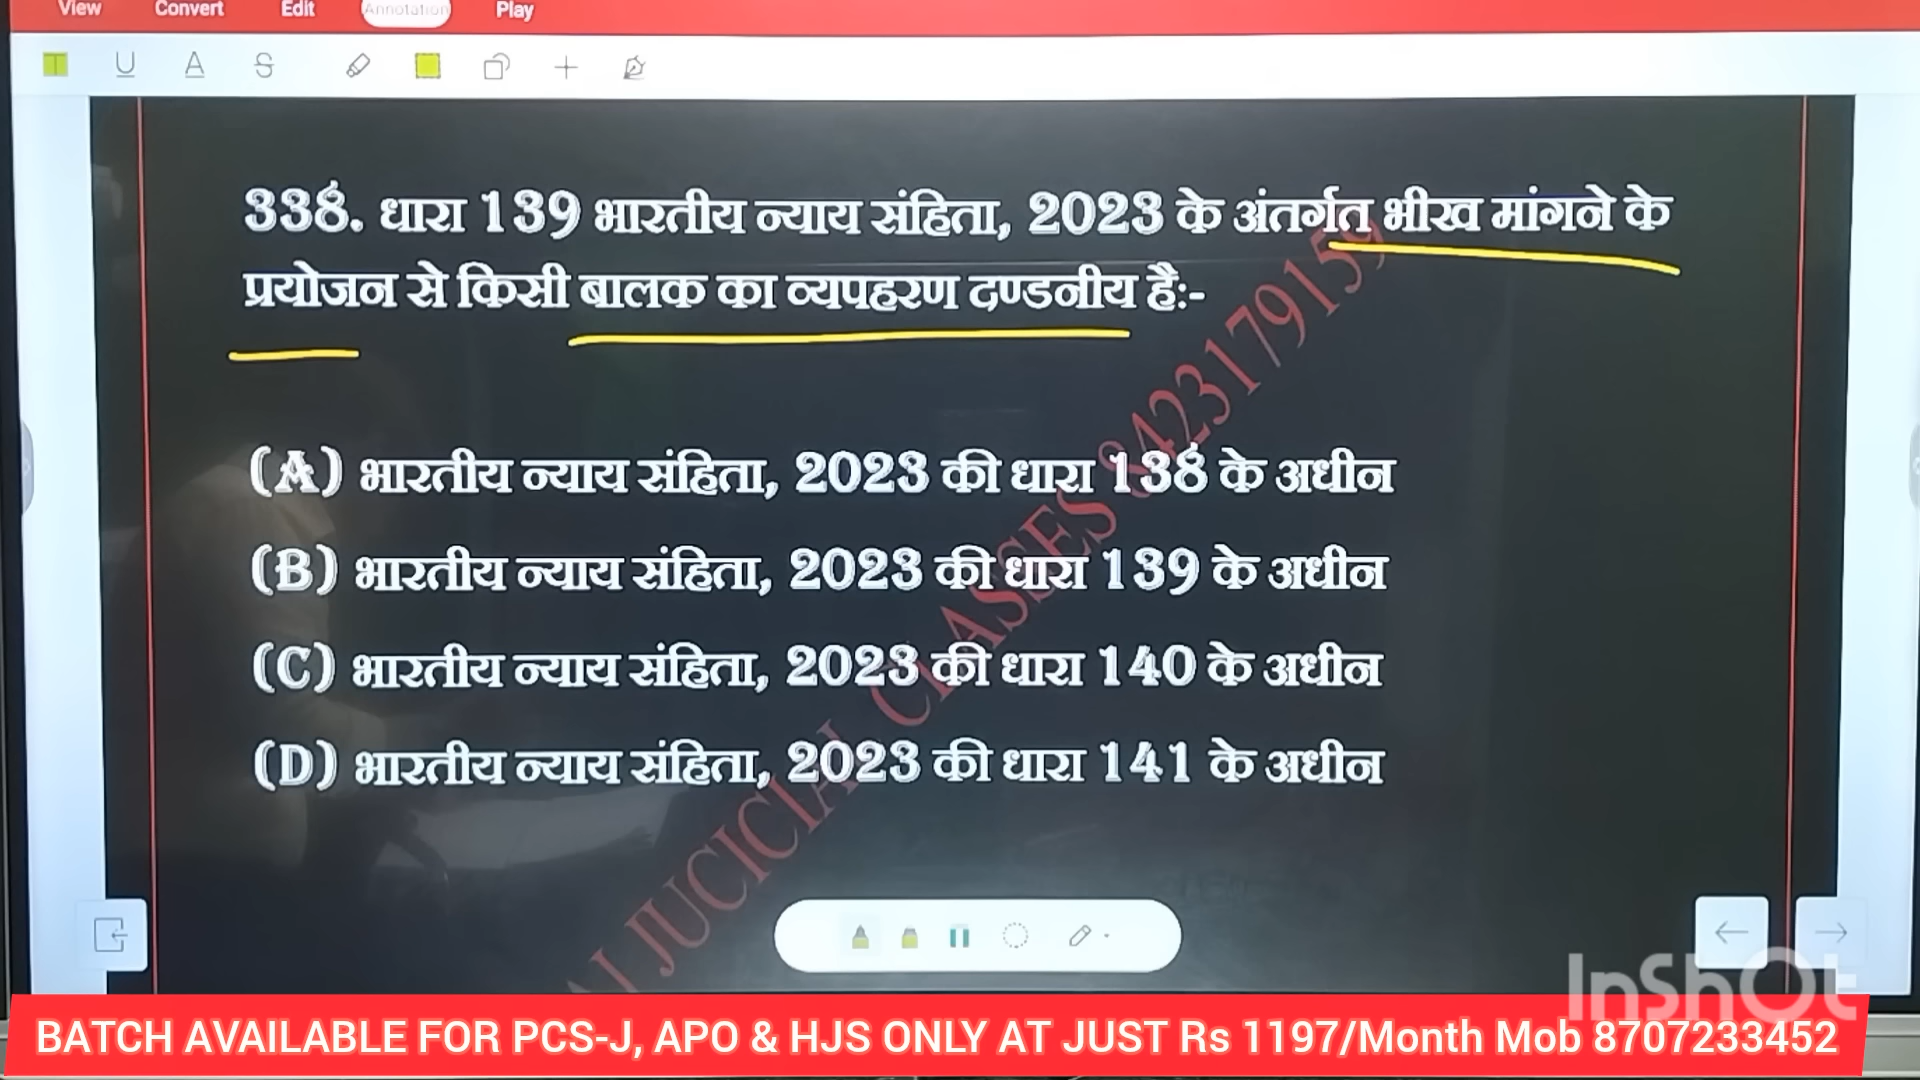 View Convert Edit Annotation Play
338. धारा 139 भारतीय न्याय संहिता, 2023 के अंतर्गत भीख मांगने के
प्रयोजन से किसी बालक का व्यपहरण दण्डनीय है:-
(A) भारतीय न्याय संहिता, 2023 की धारा 138 के अधीन
(B) भारतीय न्याय संहिता, 2023 की धारा 139 के अधीन
(C) भारतीय न्याय संहिता, 2023 की धारा 140 के अधीन
(D) भारतीय न्याय संहिता, 2023 की धारा 141 के अधीन
JUCICIAL CLASSES 8423179159
InShOt
BATCH AVAILABLE FOR PCS-J, APO & HJS ONLY AT JUST Rs 1197/Month Mob 8707233452